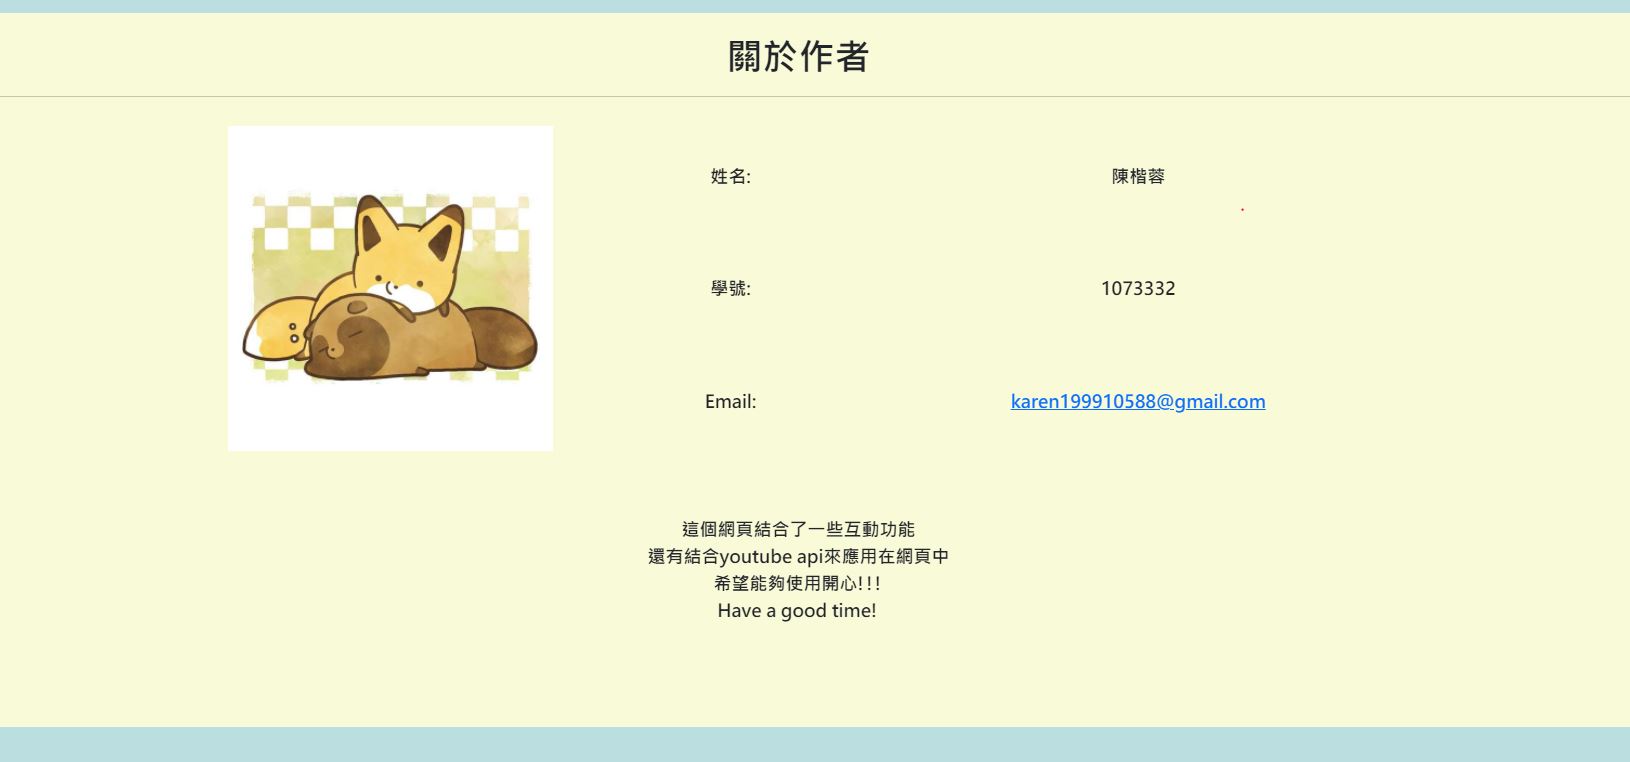 關於作者
姓名: 陳楷蓉
學號: 1073332
Email: karen199910588@gmail.com
這個網頁結合了一些互動功能
還有結合youtube api來應用在網頁中
希望能夠使用開心!!!
Have a good time!